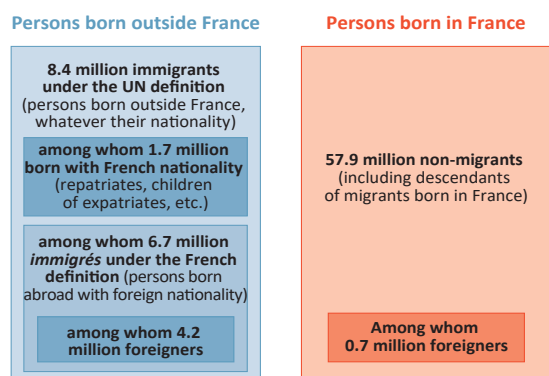 Persons born outside France
8.4 million immigrants
under the UN definition
(persons born outside France,
whatever their nationality)
among whom 1.7 million
born with French nationality
(repatriates, children
of expatriates, etc.)
among whom 6.7 million
immigrés under the French
definition (persons born
abroad with foreign nationality)
among whom 4.2
million foreigners
Persons born in France
57.9 million non-migrants
(including descendants
of migrants born in France)
Among whom
0.7 million foreigners